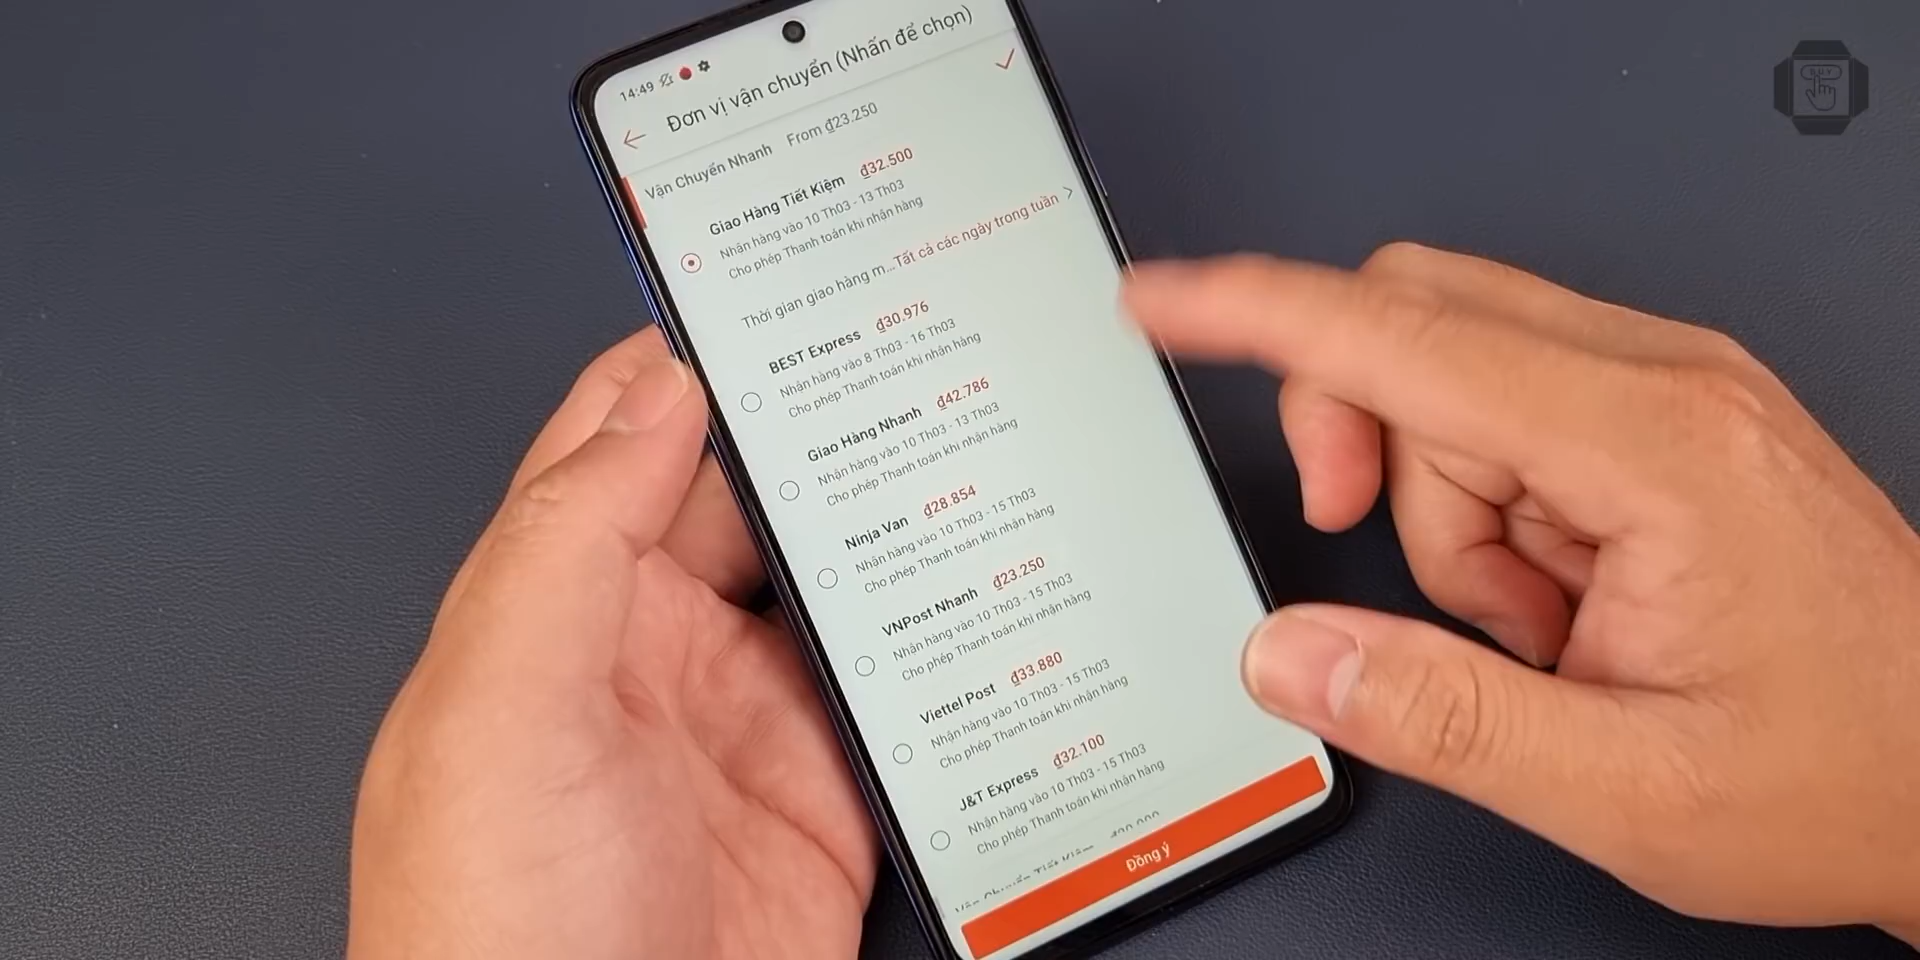 14:49
Đơn vị vận chuyển (Nhấn để chọn)
Vận Chuyển Nhanh From ₫23.250
Giao Hàng Tiết Kiệm ₫32.500
Nhận hàng vào 10 Th03 - 13 Th03
Cho phép Thanh toán khi nhận hàng
Thời gian giao hàng m...Tất cả các ngày trong tuần
BEST Express ₫30.976
Nhận hàng vào 8 Th03 - 16 Th03
Cho phép Thanh toán khi nhận hàng
Giao Hàng Nhanh ₫42.786
Nhận hàng vào 10 Th03 - 13 Th03
Cho phép Thanh toán khi nhận hàng
Ninja Van ₫28.854
Nhận hàng vào 10 Th03 - 15 Th03
Cho phép Thanh toán khi nhận hàng
VNPost Nhanh ₫23.250
Nhận hàng vào 10 Th03 - 15 Th03
Cho phép Thanh toán khi nhận hàng
Viettel Post ₫33.880
Nhận hàng vào 10 Th03 - 15 Th03
Cho phép Thanh toán khi nhận hàng
J&T Express ₫32.100
Nhận hàng vào 10 Th03 - 15 Th03
Cho phép Thanh toán khi nhận hàng
Đồng ý